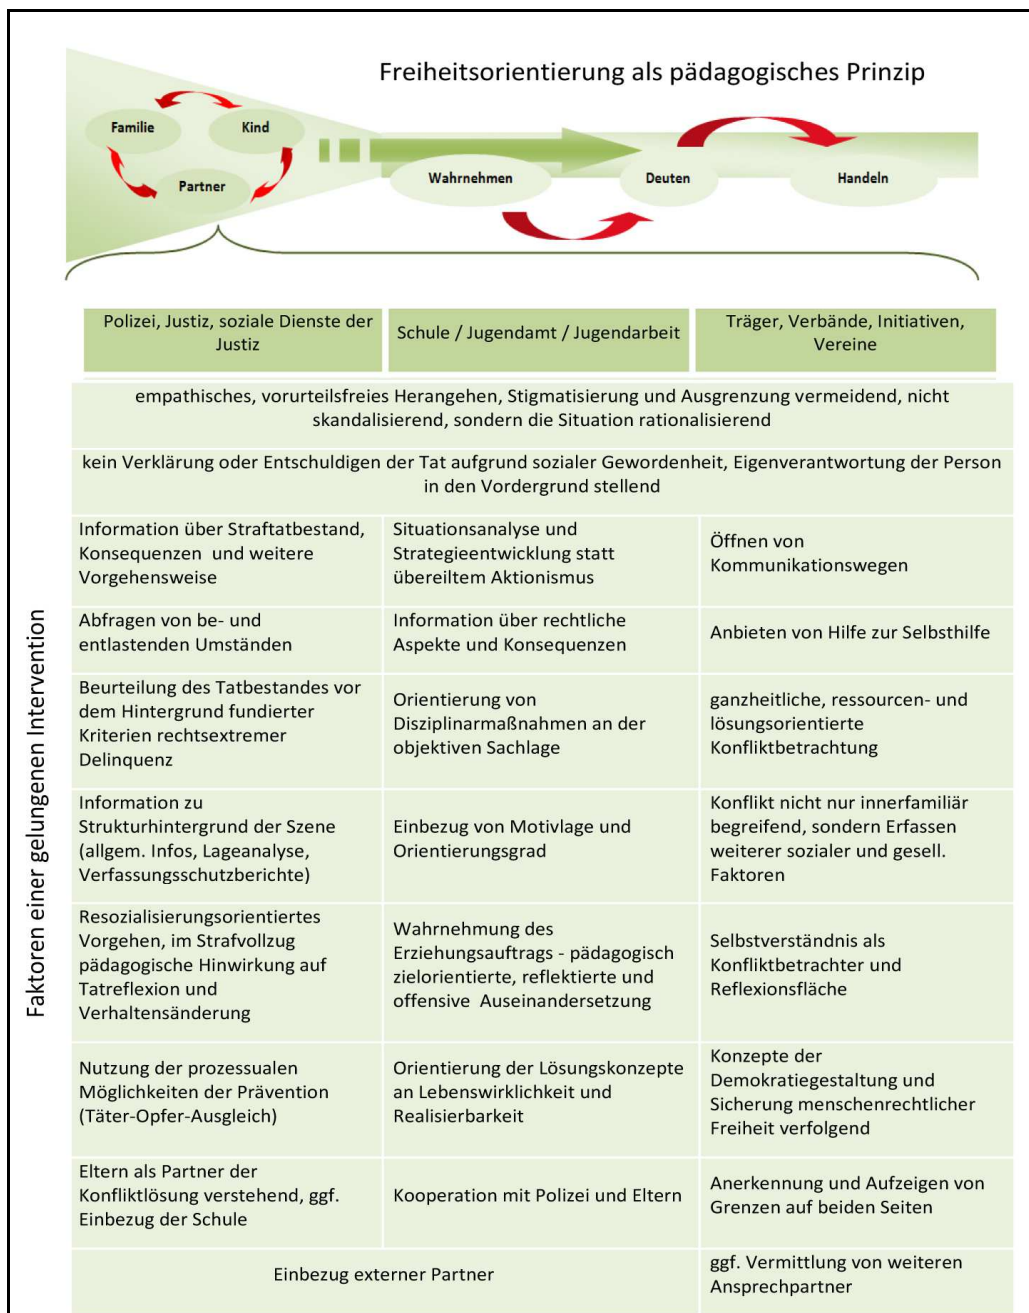 Freiheitsorientierung als pädagogisches Prinzip
Familie
Kind
Partner
Wahrnehmen
Deuten
Handeln
Polizei, Justiz, soziale Dienste der
Justiz
Schule / Jugendamt / Jugendarbeit
Träger, Verbände, Initiativen,
Vereine
empathisches, vorurteilsfreies Herangehen, Stigmatisierung und Ausgrenzung vermeidend, nicht
skandalisierend, sondern die Situation rationalisierend
kein Verklärung oder Entschuldigen der Tat aufgrund sozialer Gewordenheit, Eigenverantwortung der Person
in den Vordergrund stellend
Faktoren einer gelungenen Intervention
Information über Straftatbestand,
Konsequenzen und weitere
Vorgehensweise
Situationsanalyse und
Strategieentwicklung statt
übereiltem Aktionismus
Öffnen von
Kommunikationswegen
Abfragen von be- und
entlastenden Umständen
Information über rechtliche
Aspekte und Konsequenzen
Anbieten von Hilfe zur Selbsthilfe
Beurteilung des Tatbestandes vor
dem Hintergrund fundierter
Kriterien rechtsextremer
Delinquenz
Orientierung von
Disziplinarmaßnahmen an der
objektiven Sachlage
ganzheitliche, ressourcen- und
lösungsorientierte
Konfliktbetrachtung
Information zu
Strukturhintergrund der Szene
(allgem. Infos, Lageanalyse,
Verfassungsschutzberichte)
Einbezug von Motivlage und
Orientierungsgrad
Konflikt nicht nur innerfamiliär
begreifend, sondern Erfassen
weiterer sozialer und gesell.
Faktoren
Resozialisierungsorientiertes
Vorgehen, im Strafvollzug
pädagogische Hinwirkung auf
Tatreflexion und
Verhaltensänderung
Wahrnehmung des
Erziehungsauftrags - pädagogisch
zielorientierte, reflektierte und
offensive Auseinandersetzung
Selbstverständnis als
Konfliktbetrachter und
Reflexionsfläche
Nutzung der prozessualen
Möglichkeiten der Prävention
(Täter-Opfer-Ausgleich)
Orientierung der Lösungskonzepte
an Lebenswirklichkeit und
Realisierbarkeit
Konzepte der
Demokratiegestaltung und
Sicherung menschenrechtlicher
Freiheit verfolgend
Eltern als Partner der
Konfliktlösung verstehend, ggf.
Einbezug der Schule
Kooperation mit Polizei und Eltern
Anerkennung und Aufzeigen von
Grenzen auf beiden Seiten
Einbezug externer Partner
ggf. Vermittlung von weiteren
Ansprechpartner